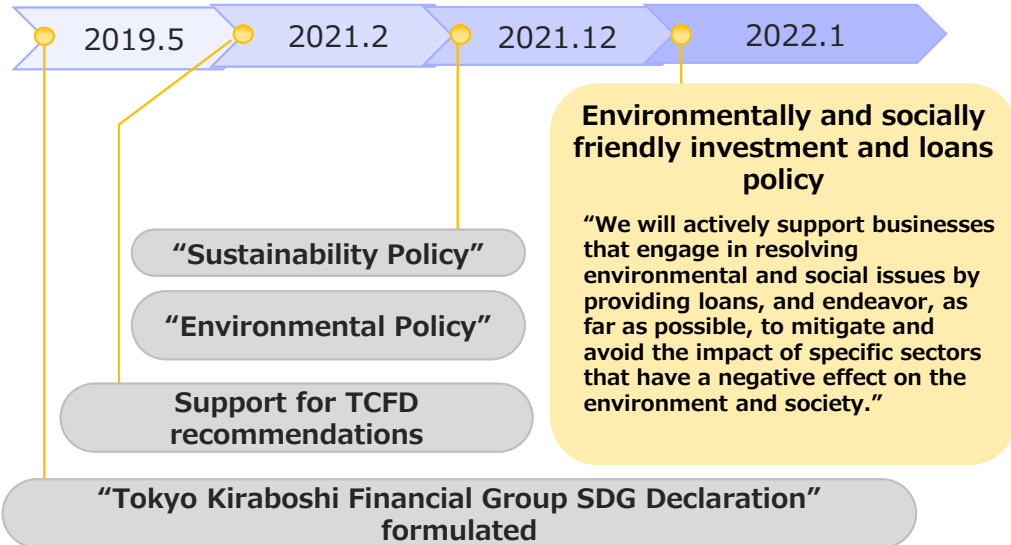 2019.5
2021.2
2021.12
2022.1
Environmentally and socially
friendly investment and loans
policy
“We will actively support businesses
that engage in resolving
environmental and social issues by
providing loans, and endeavor, as
far as possible, to mitigate and
avoid the impact of specific sectors
that have a negative effect on the
environment and society.”
“Sustainability Policy”
“Environmental Policy”
Support for TCFD
recommendations
“Tokyo Kiraboshi Financial Group SDG Declaration”
formulated